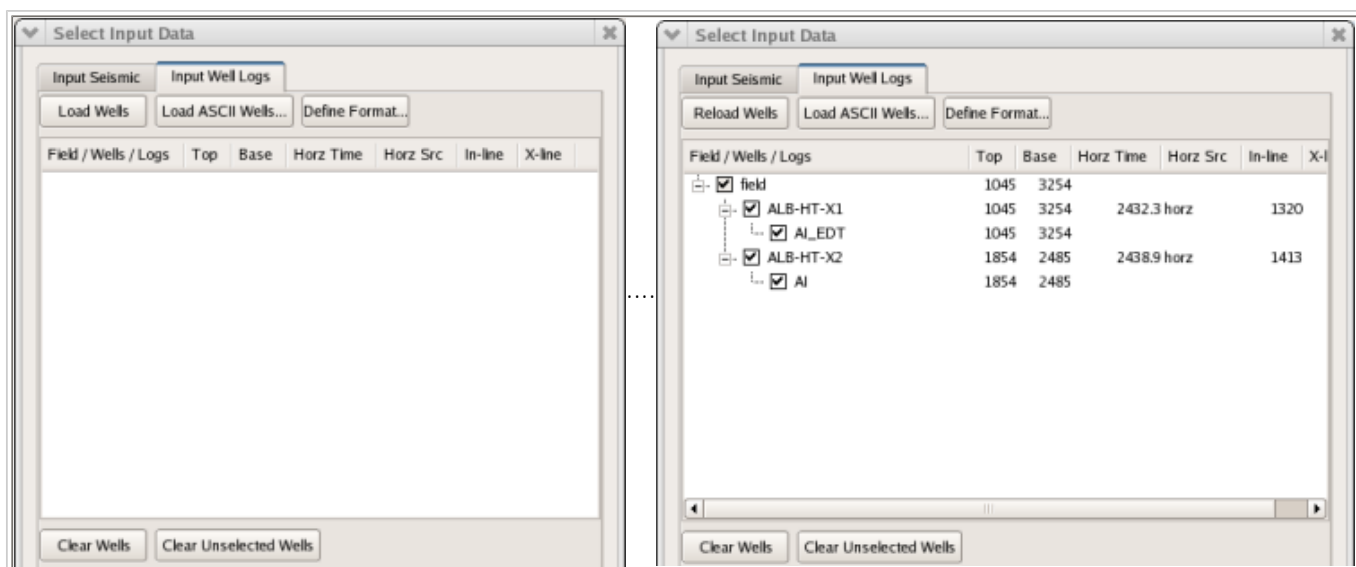 Select Input Data
Input Seismic Input Well Logs
Load Wells Load ASCII Wells... Define Format...
Field / Wells / Logs Top Base Horz Time Horz Src In-line X-line
Clear Wells Clear Unselected Wells
....
Select Input Data
Input Seismic Input Well Logs
Reload Wells Load ASCII Wells... Define Format...
Field / Wells / Logs Top Base Horz Time Horz Src In-line X-l
field 1045 3254
ALB-HT-X1 1045 3254 2432.3 horz 1320
AI_EDT 1045 3254
ALB-HT-X2 1854 2485 2438.9 horz 1413
AI 1854 2485
Clear Wells Clear Unselected Wells